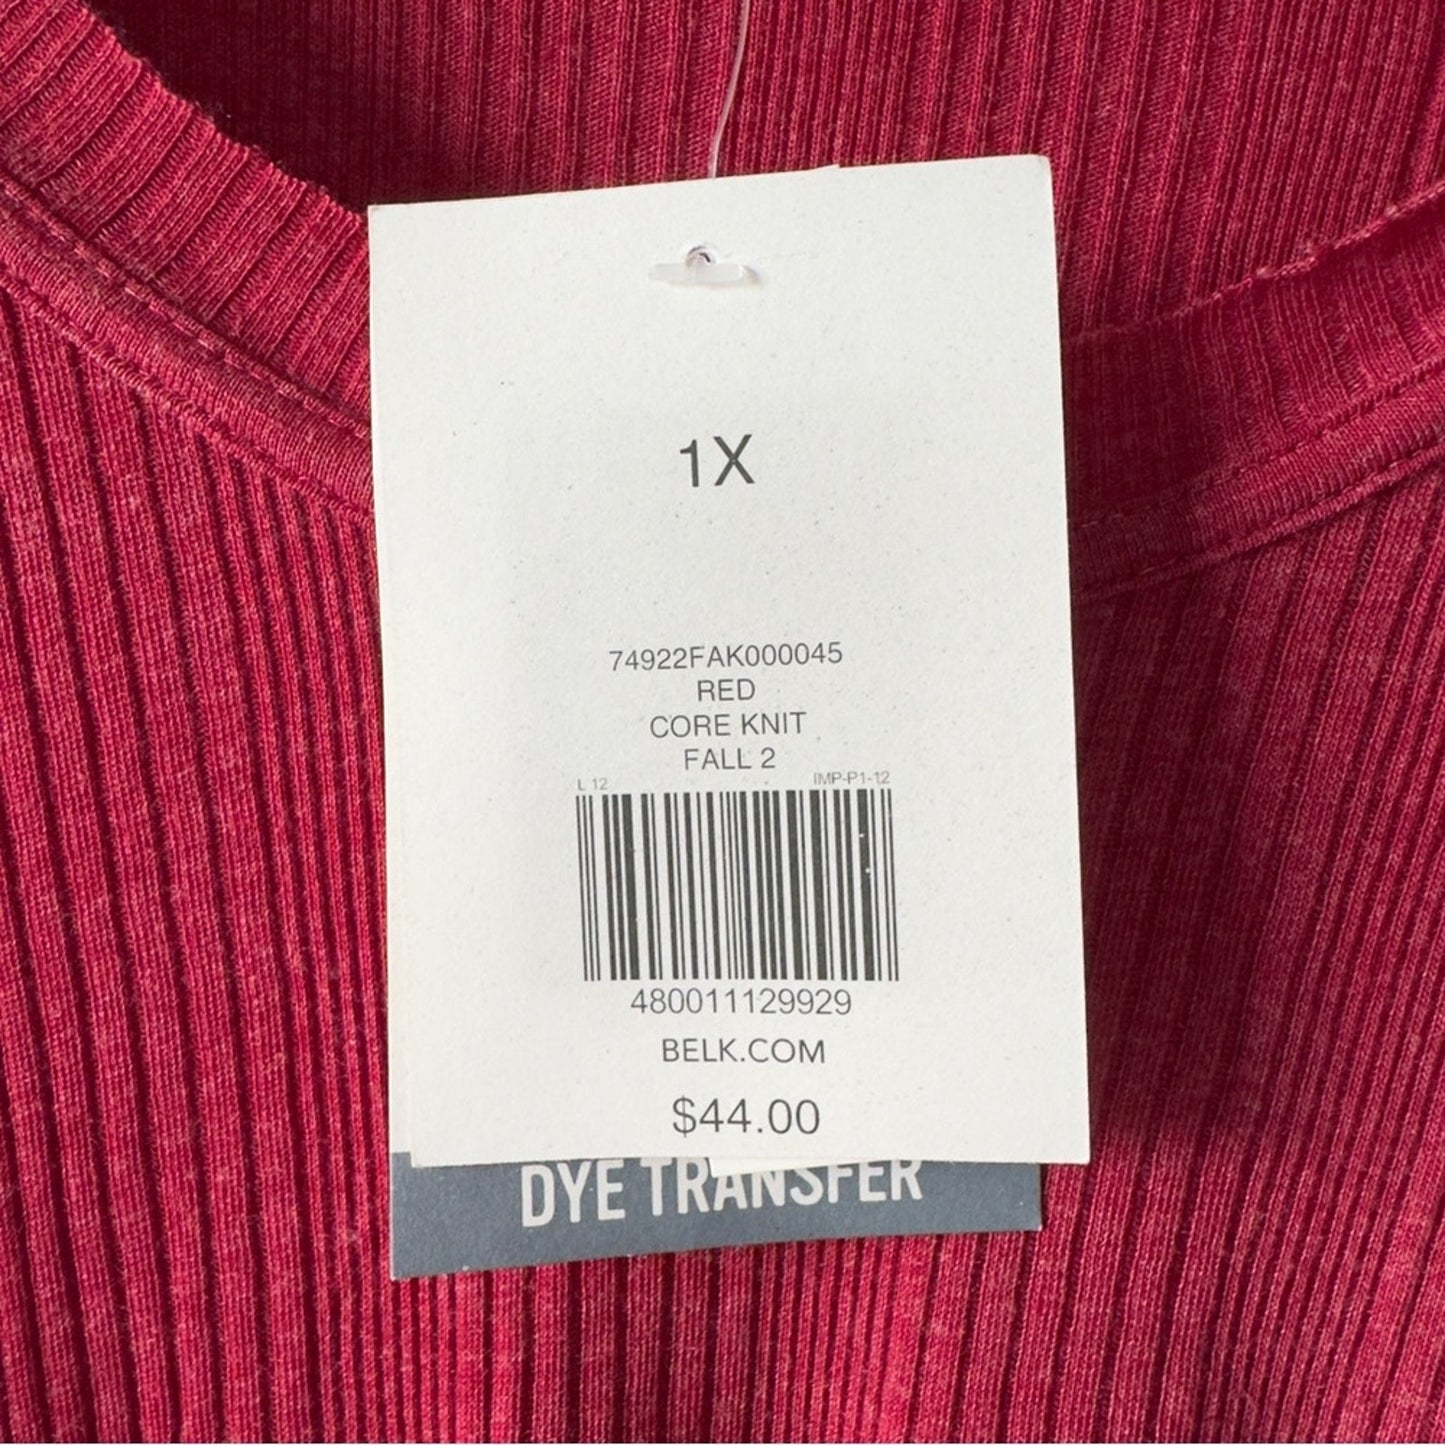 1X
74922FAK000045
RED
CORE KNIT
FALL 2
L 12 IMP-P1-12
480011129929
BELK.COM
$44.00
DYE TRANSFER